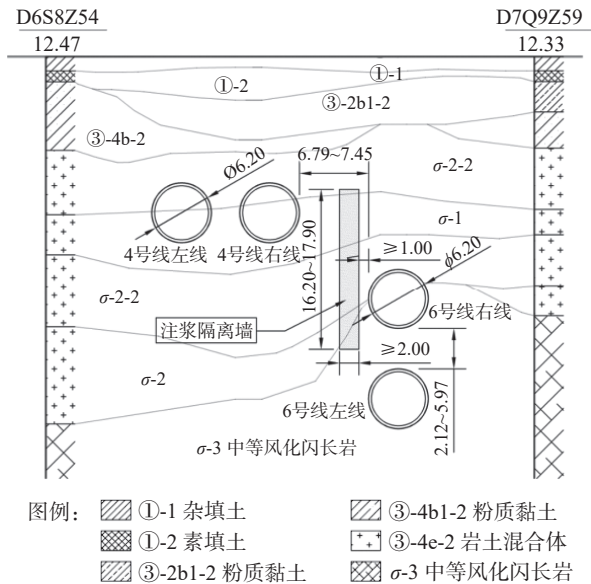 D6S8Z54 D7Q9Z59
12.47 12.33
①-1
①-2
③-2b1-2
③-4b-2
6.79~7.45
Ø6.20
σ-2-2
σ-1
4号线左线 4号线右线
≥1.00
ϕ6.20
16.20~17.90
σ-2-2
6号线右线
注浆隔离墙
≥2.00
σ-2
6号线左线
2.12~5.97
σ-3 中等风化闪长岩
图例: ①-1 杂填土 ③-4b1-2 粉质黏土
①-2 素填土 ③-4e-2 岩土混合体
③-2b1-2 粉质黏土 σ-3 中等风化闪长岩